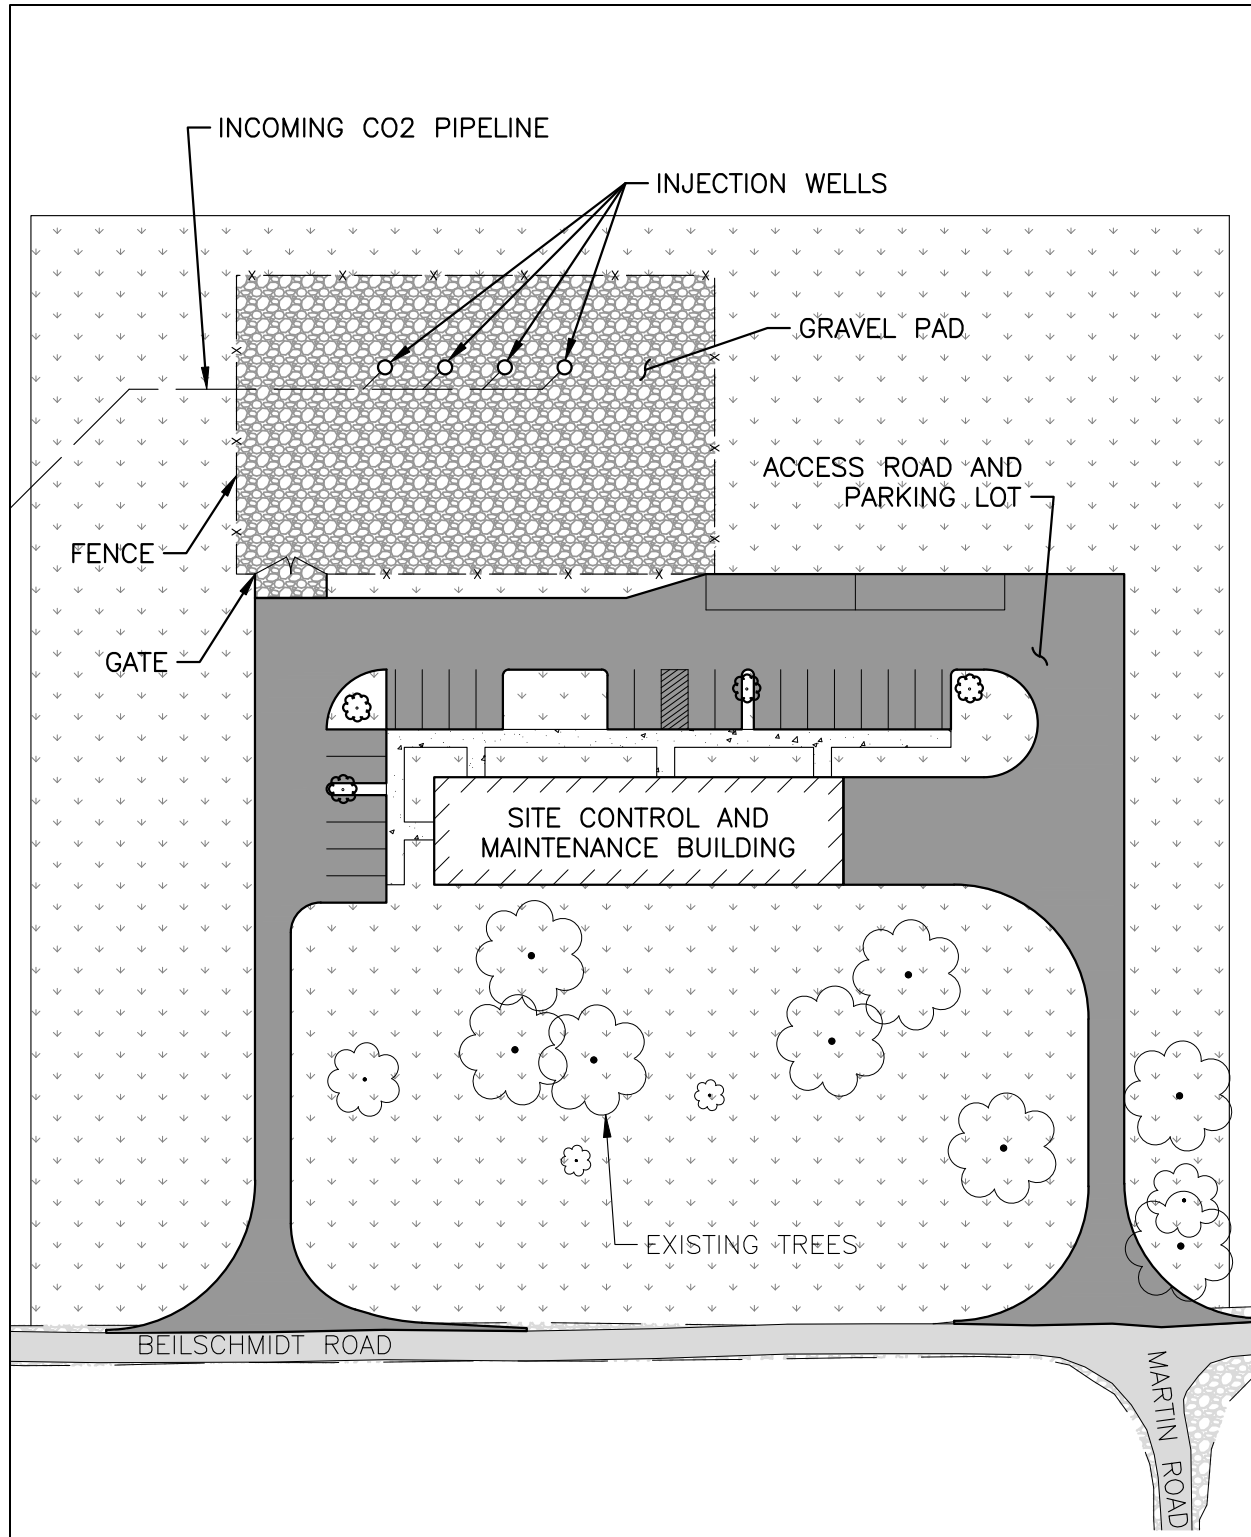 INCOMING CO2 PIPELINE
INJECTION WELLS
GRAVEL PAD
ACCESS ROAD AND
PARKING LOT
FENCE
GATE
SITE CONTROL AND
MAINTENANCE BUILDING
EXISTING TREES
BEILSCHMIDT ROAD
MARTIN ROAD